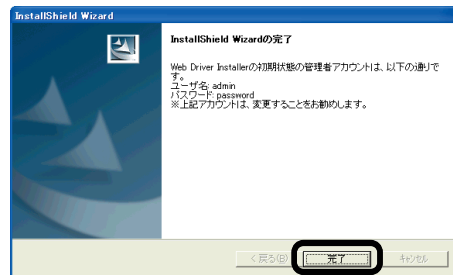 InstallShield Wizard
InstallShield Wizardの完了
Web Driver Installerの初期状態の管理者アカウントは、以下の通りで
す。
ユーザ名: admin
パスワード: password
※上記アカウントは、変更することをお勧めします。
< 戻る(B)
完了
キャンセル